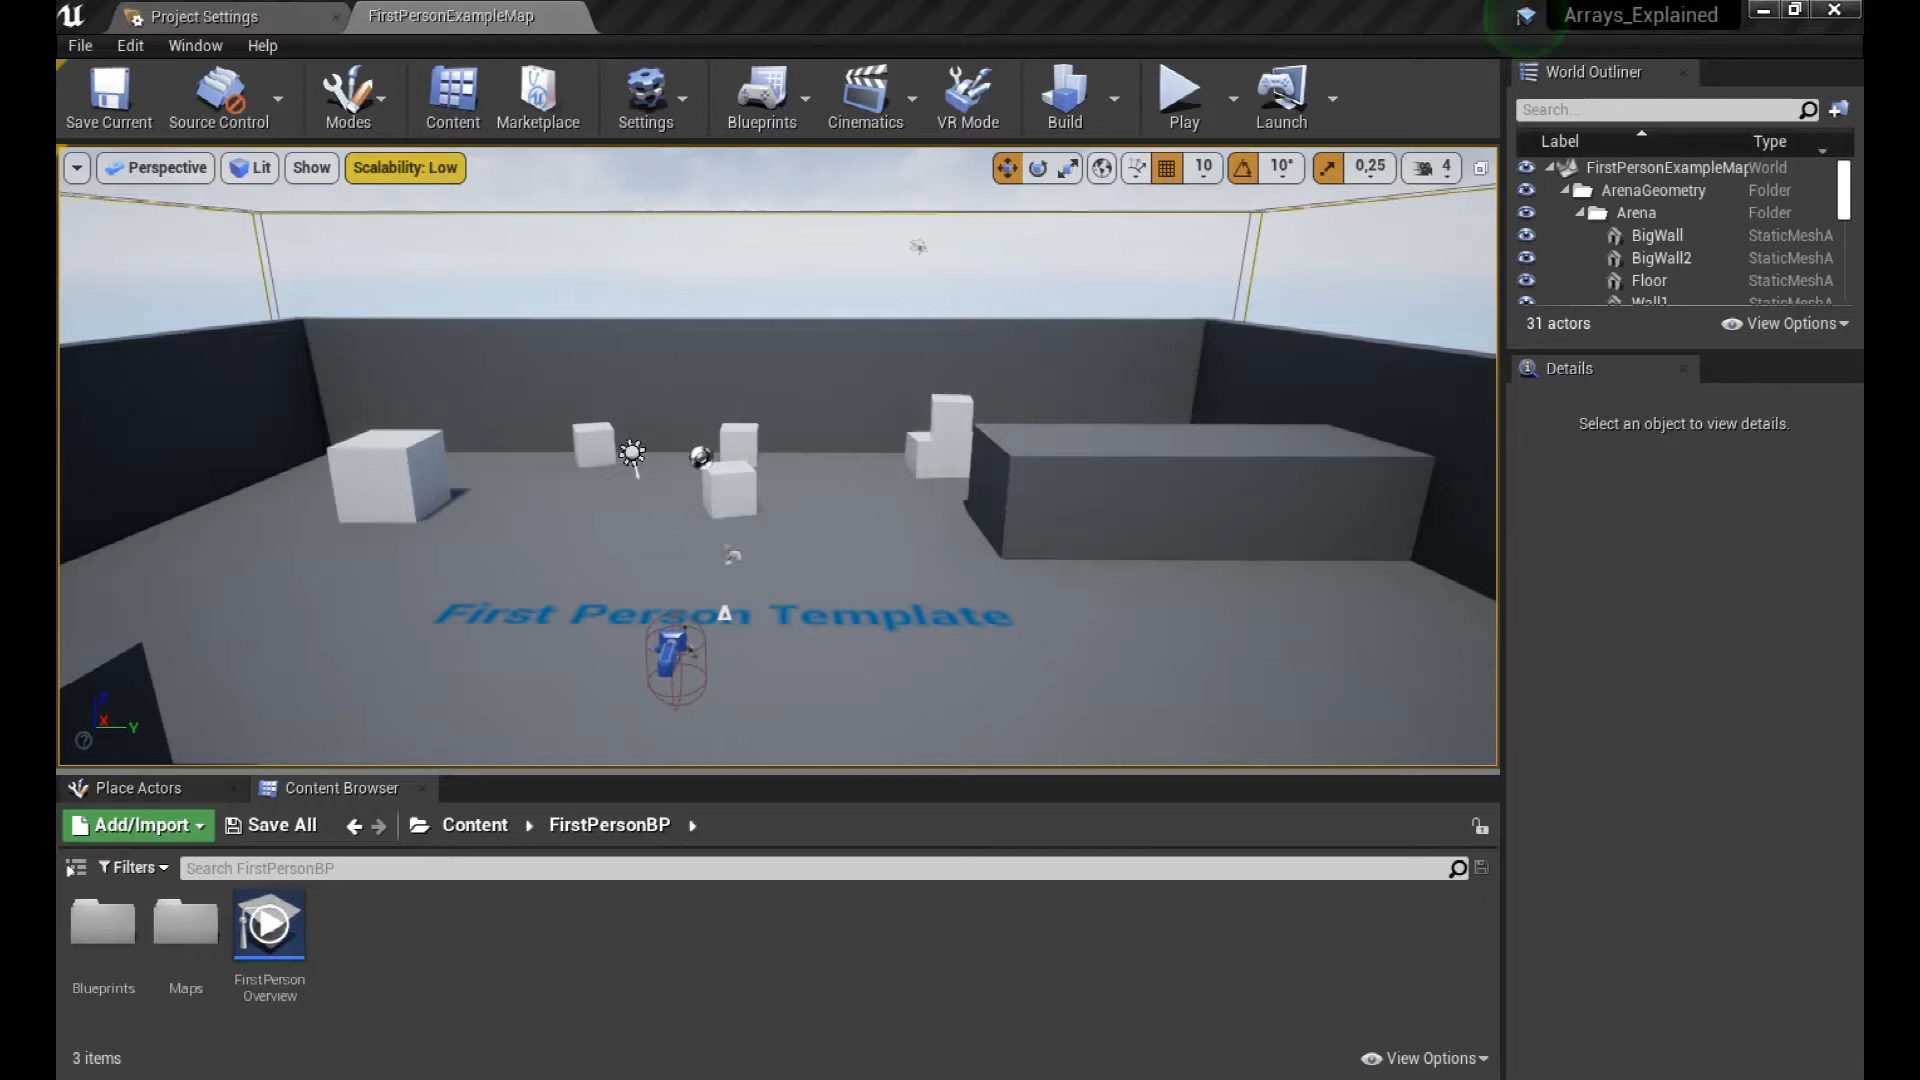 Project Settings
FirstPersonExampleMap
Arrays_Explained
File Edit Window Help
Save Current
Source Control
Modes
Content
Marketplace
Settings
Blueprints
Cinematics
VR Mode
Build
Play
Launch
Perspective
Lit
Show
Scalability: Low
10
10°
0,25
4
First Person Template
Z
X
Y
World Outliner
Search...
Label Type
FirstPersonExampleMap World
ArenaGeometry Folder
Arena Folder
BigWall StaticMeshA
BigWall2 StaticMeshA
Floor StaticMeshA
Wall1 StaticMeshA
31 actors
View Options
Details
Select an object to view details.
Place Actors
Content Browser
Add/Import
Save All
Content
FirstPersonBP
Filters
Search FirstPersonBP
Blueprints
Maps
FirstPerson
Overview
3 items
View Options